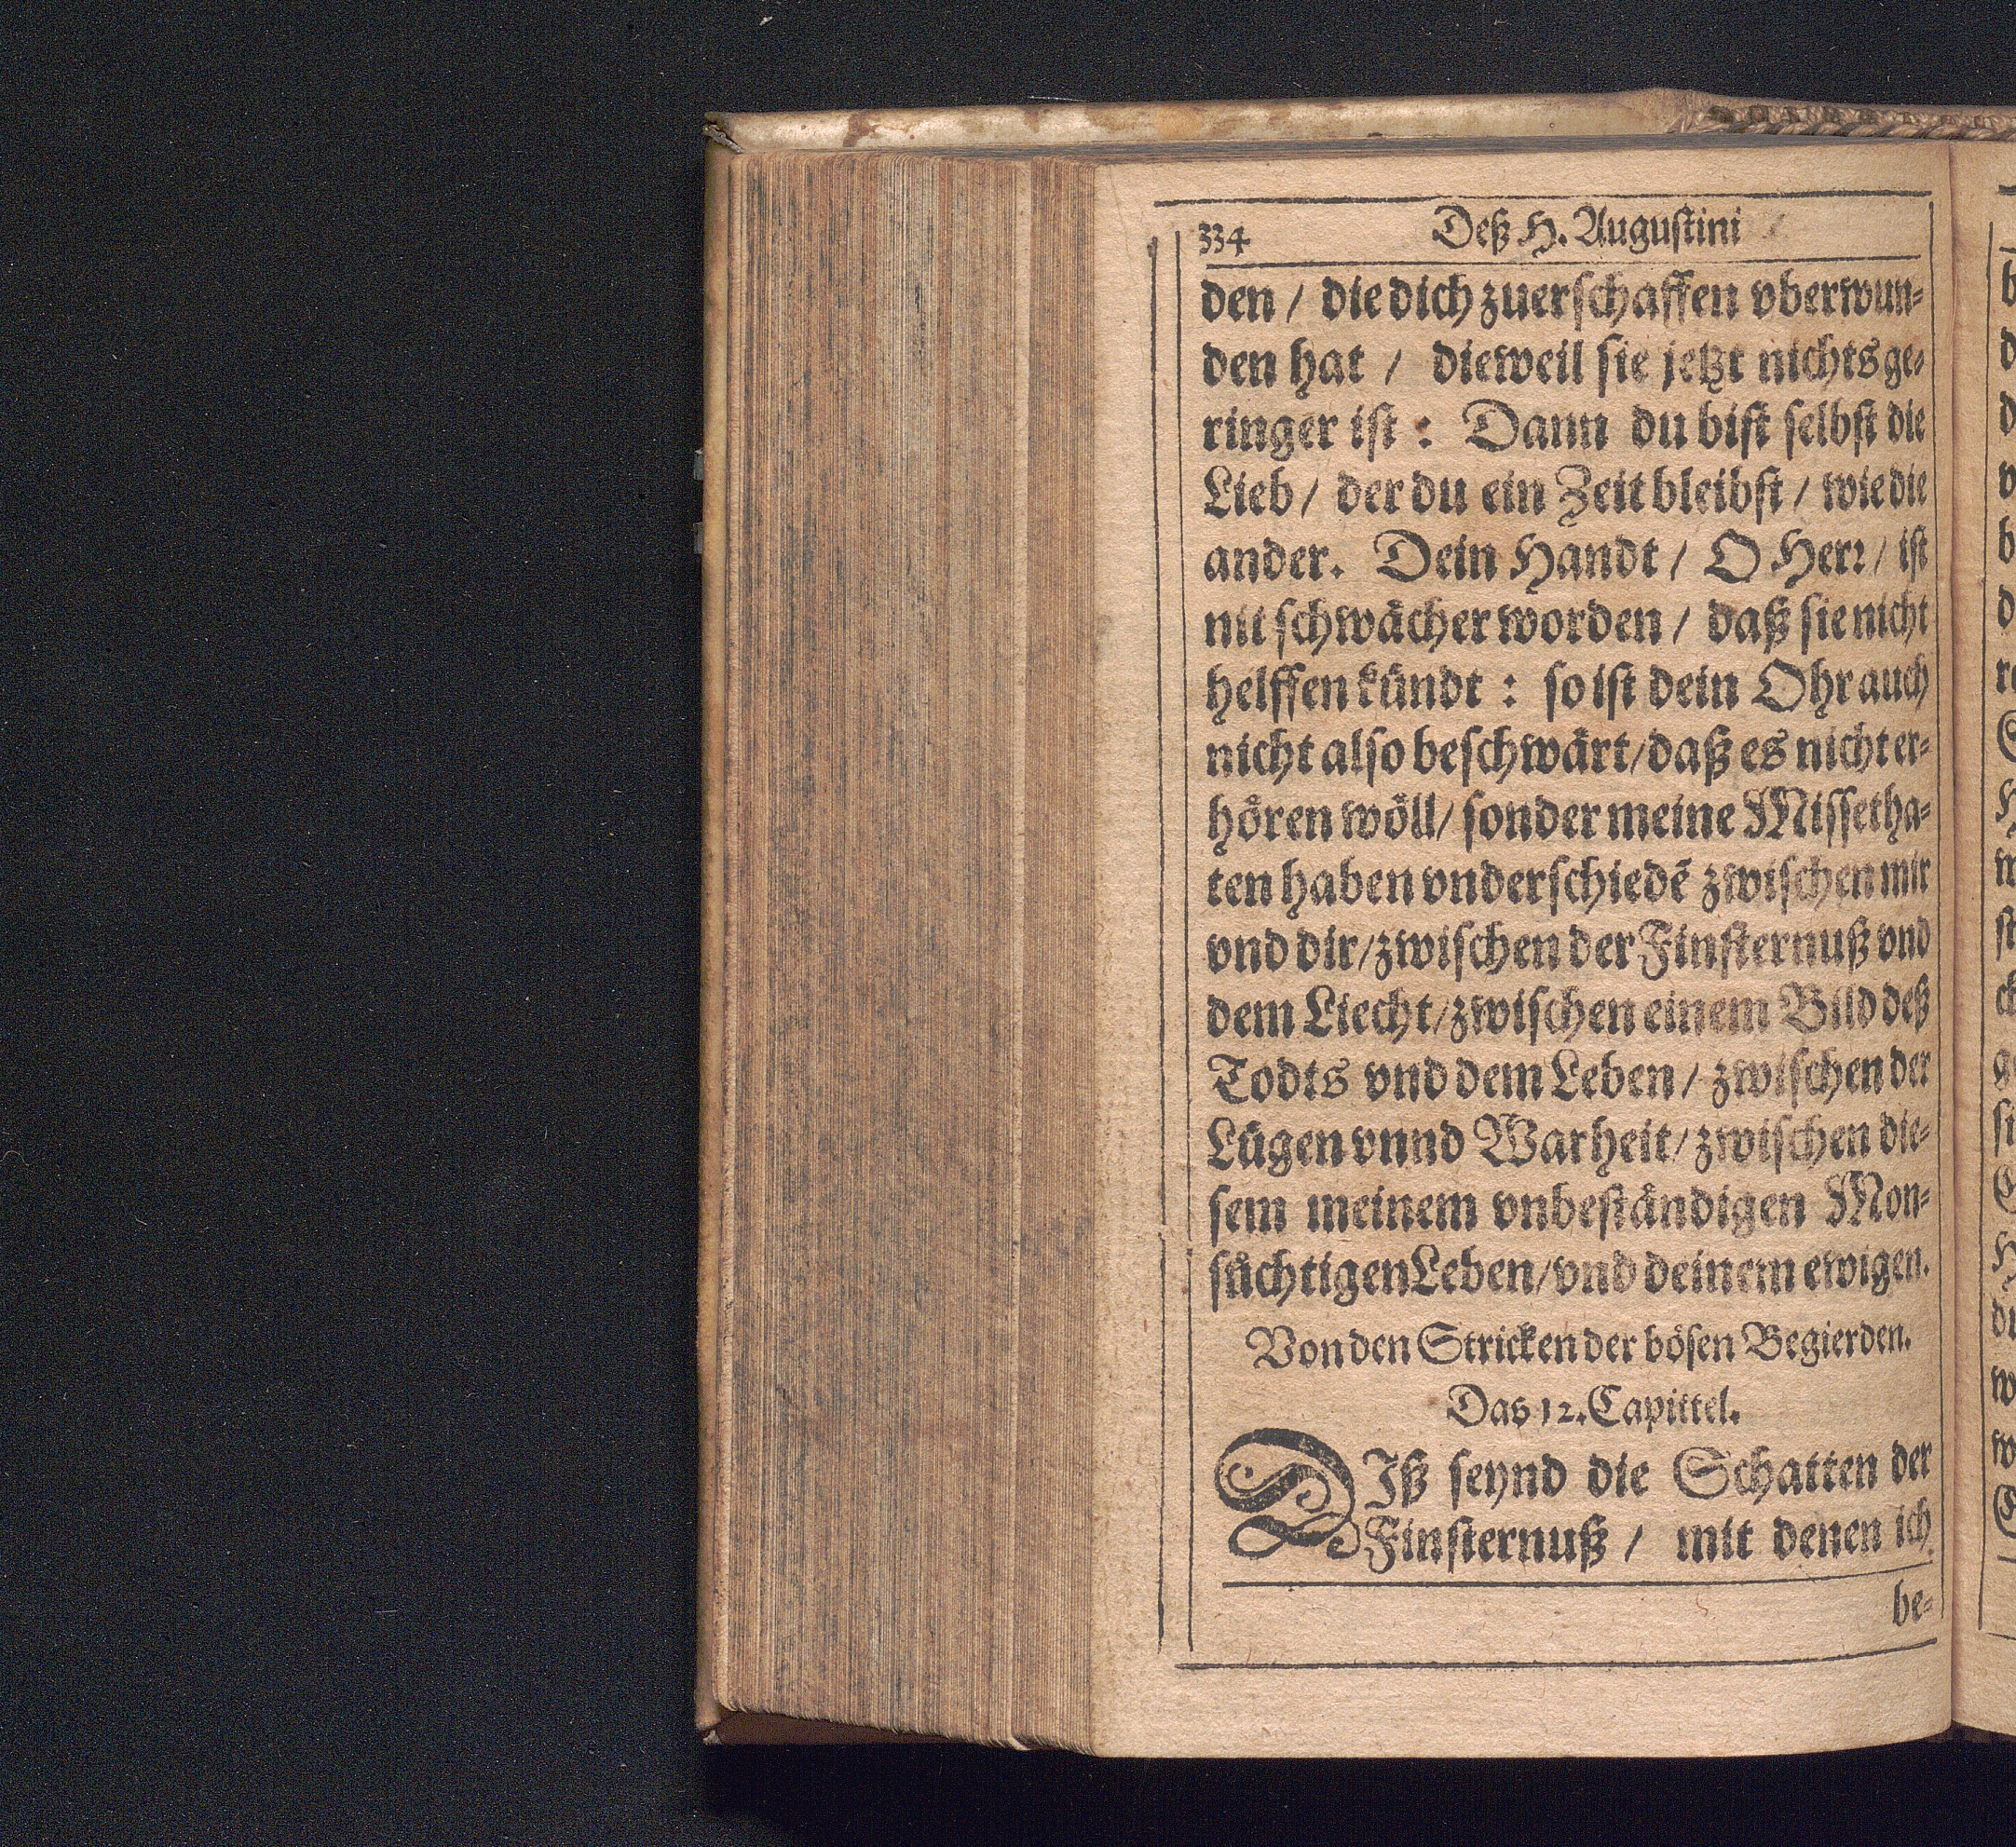 334 Deß H. Augustini
den / die dich zuerschaffen vberwun-
den hat / dieweil sie jetzt nichts ge-
ringer ist : Dann du bist selbst die
Lieb / der du ein Zeit bleibst / wie die
ander. Dein Handt / O Herr / ist
nit schwächer worden / daß sie nicht
helffen kündt : so ist dein Ohr auch
nicht also beschwärt / daß es nicht er-
hören wöll / sonder meine Missetha-
ten haben vnderschiedē zwischen mir
vnd dir / zwischen der Finsternuß vnd
dem Liecht / zwischen einem Bild deß
Todts vnd dem Leben / zwischen der
Lügen vnnd Warheit / zwischen die-
sem meinem vnbeständigen Mon-
süchtigen Leben / vnd deinem ewigen.
Von den Stricken der bösen Begierden.
Das 12. Capittel.
DIß seynd die Schatten der
Finsternuß / mit denen ich
be-